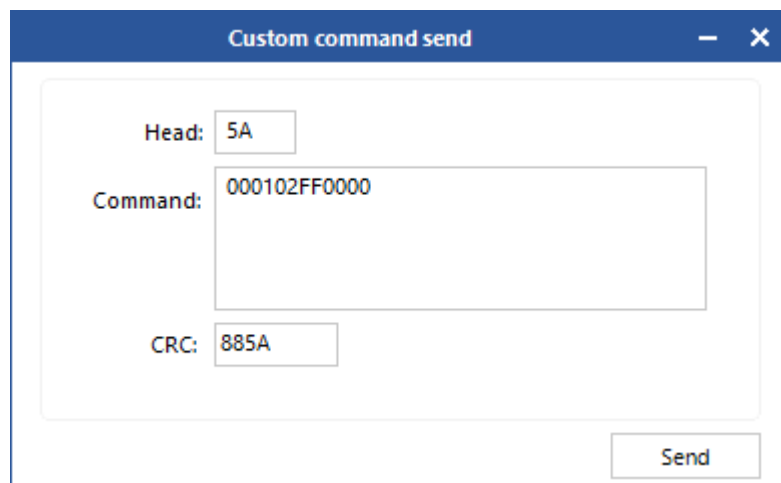 Custom command send
Head: 5A
Command: 000102FF0000
CRC: 885A
Send